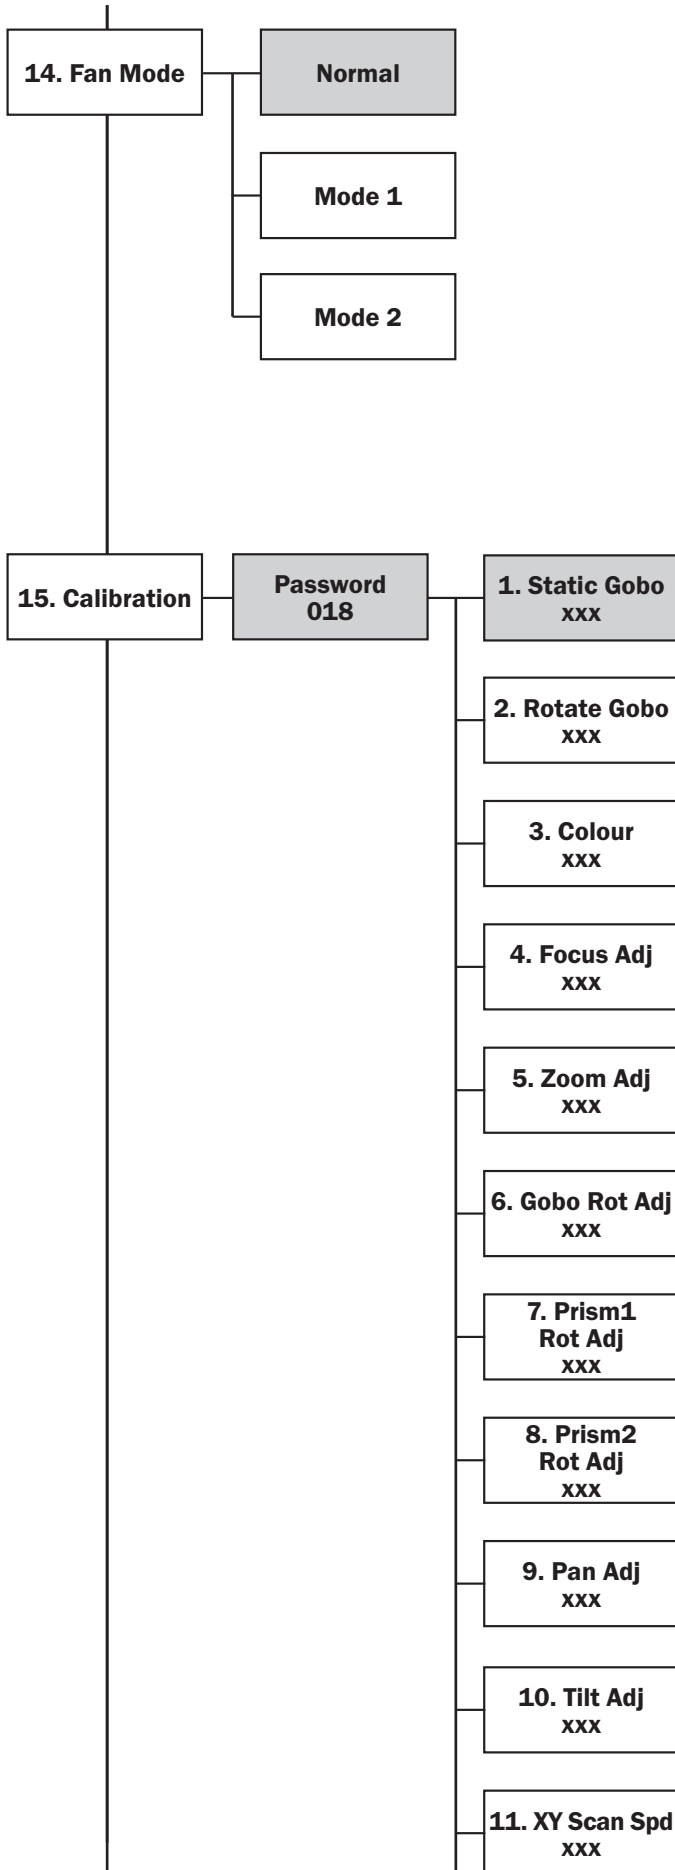 14. Fan Mode
Normal
Mode 1
Mode 2
15. Calibration
Password
018
1. Static Gobo
xxx
2. Rotate Gobo
xxx
3. Colour
xxx
4. Focus Adj
xxx
5. Zoom Adj
xxx
6. Gobo Rot Adj
xxx
7. Prism1
Rot Adj
xxx
8. Prism2
Rot Adj
xxx
9. Pan Adj
xxx
10. Tilt Adj
xxx
11. XY Scan Spd
xxx